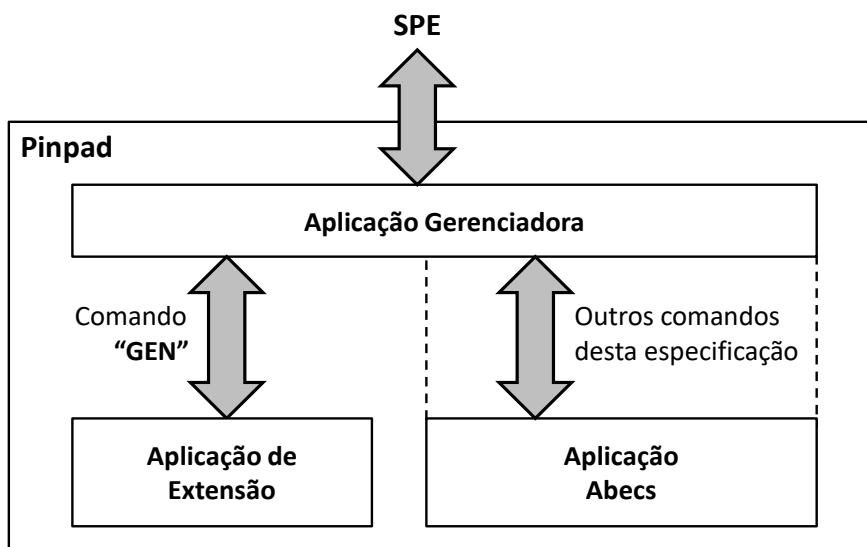 SPE
Pinpad
Aplicação Gerenciadora
Comando
“GEN”
Outros comandos
desta especificação
Aplicação de
Extensão
Aplicação
Abecs